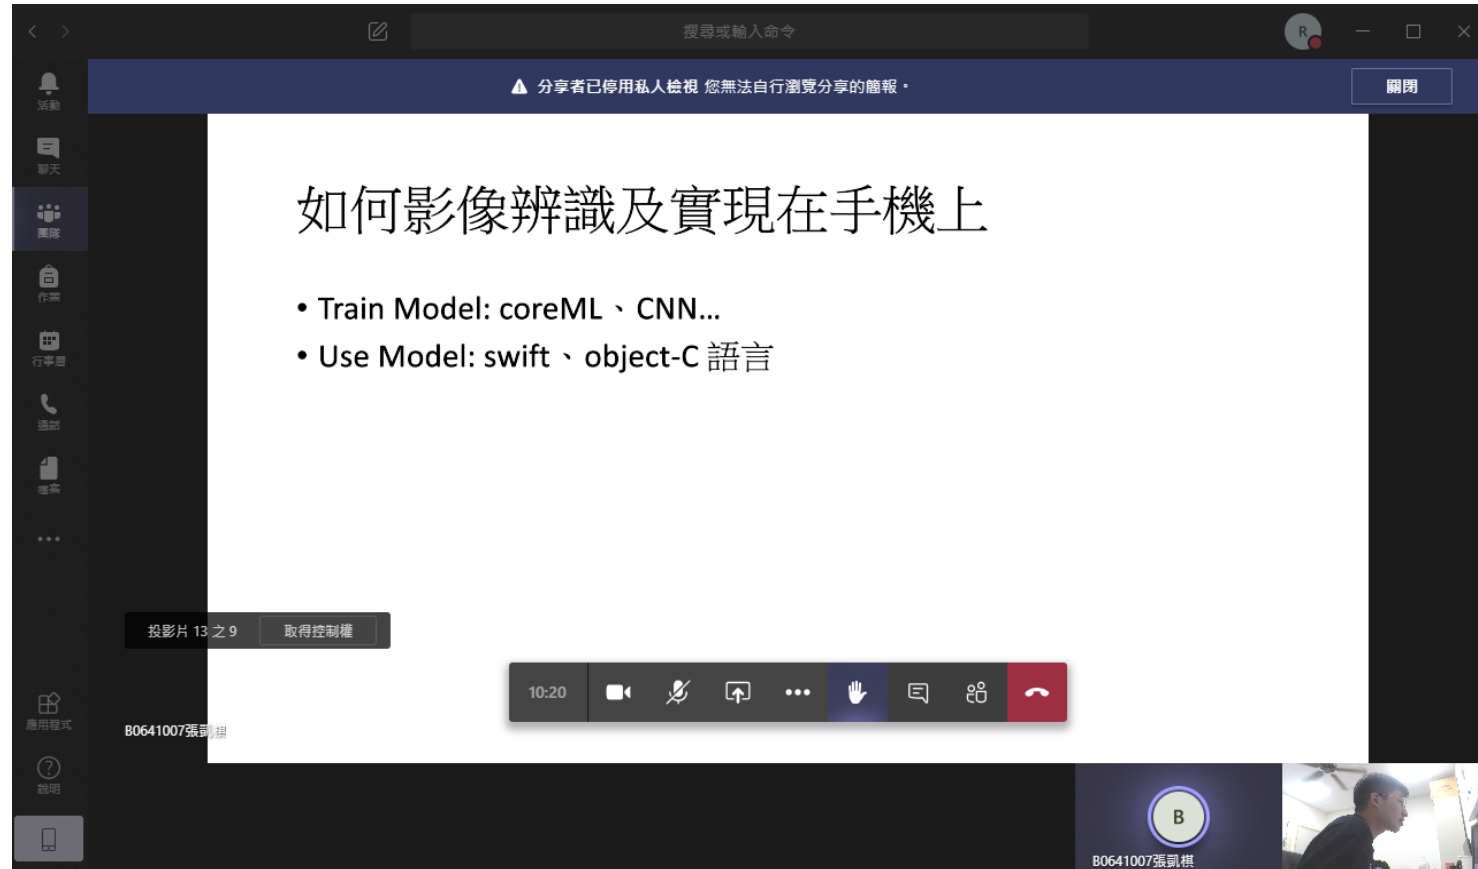 搜尋或輸入命令
R
活動
聊天
團隊
作業
行事曆
通話
檔案
應用程式
說明
分享者已停用私人檢視 您無法自行瀏覽分享的簡報。
關閉
如何影像辨識及實現在手機上
• Train Model: coreML、CNN...
• Use Model: swift、object-C 語言
投影片 13 之 9
取得控制權
10:20
B0641007張凱棋
B
B0641007張凱棋